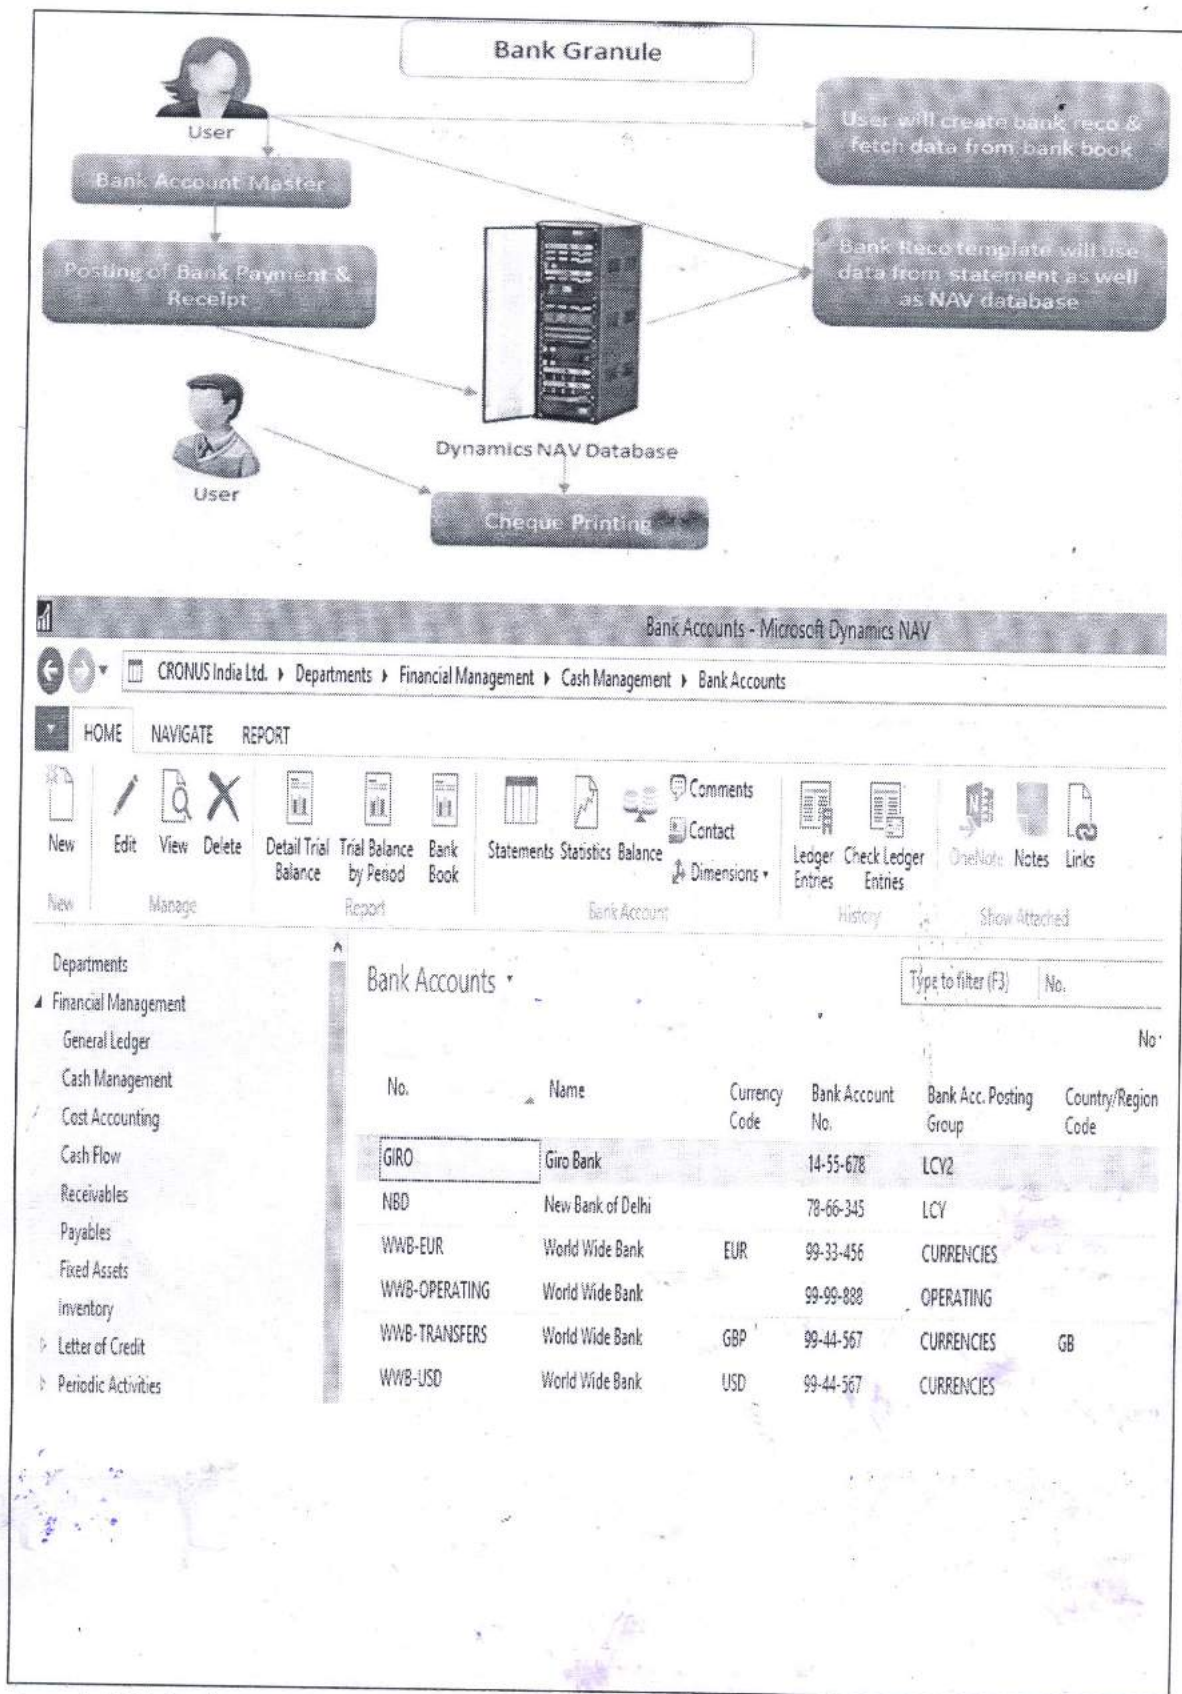 Bank Granule
User
User will create bank reco &
fetch data from bank book
Bank Account Master
Posting of Bank Payment &
Receipt
Bank Reco template will use
data from statement as well
as NAV database
Dynamics NAV Database
User
Cheque Printing
Bank Accounts - Microsoft Dynamics NAV
CRONUS India Ltd. Departments Financial Management Cash Management Bank Accounts
HOME NAVIGATE REPORT
New
Edit View Delete
Detail Trial Balance
Trial Balance by Period
Bank Book
Statements Statistics Balance
Comments
Contact
Dimensions
Ledger Entries
Check Ledger Entries
OneNote Notes Links
New Manage Report Bank Account History Show Attached
Departments
Financial Management
General Ledger
Cash Management
Cost Accounting
Cash Flow
Receivables
Payables
Fixed Assets
Inventory
Letter of Credit
Periodic Activities
Bank Accounts
Type to filter (F3) No.
No
No. Name Currency Code Bank Account No. Bank Acc. Posting Group Country/Region Code
GIRO Giro Bank 14-55-678 LCY2
NBD New Bank of Delhi 78-66-345 LCY
WWB-EUR World Wide Bank EUR 99-33-456 CURRENCIES
WWB-OPERATING World Wide Bank 99-99-888 OPERATING
WWB-TRANSFERS World Wide Bank GBP 99-44-567 CURRENCIES GB
WWB-USD World Wide Bank USD 99-44-567 CURRENCIES